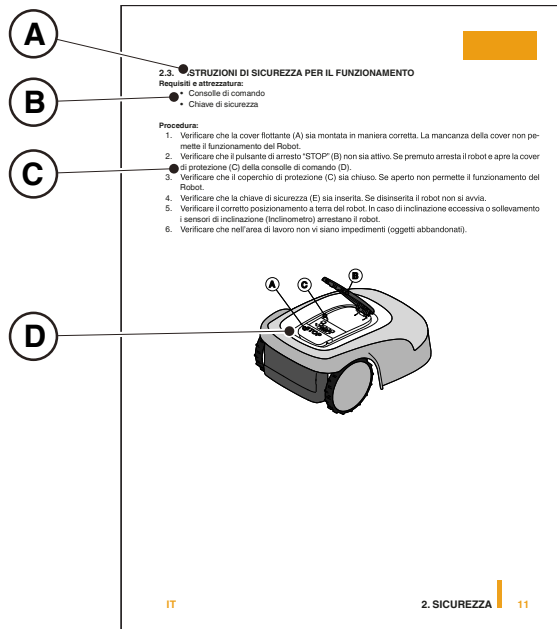 A
2.3. ISTRUZIONI DI SICUREZZA PER IL FUNZIONAMENTO
Requisiti e attrezzatura:
B
• Consolle di comando
• Chiave di sicurezza
Procedura:
1. Verificare che la cover flottante (A) sia montata in maniera corretta. La mancanza della cover non pe-
mette il funzionamento del Robot.
2. Verificare che il pulsante di arresto “STOP” (B) non sia attivo. Se premuto arresta il robot e apre la cover
C
di protezione (C) della consolle di comando (D).
3. Verificare che il coperchio di protezione (C) sia chiuso. Se aperto non permette il funzionamento del
Robot.
4. Verificare che la chiave di sicurezza (E) sia inserita. Se disinserita il robot non si avvia.
5. Verificare il corretto posizionamento a terra del robot. In caso di inclinazione eccessiva o sollevamento
i sensori di inclinazione (Inclinometro) arrestano il robot.
6. Verificare che nell'area di lavoro non vi siano impedimenti (oggetti abbandonati).
A C B
D
STOP
IT 2. SICUREZZA 11